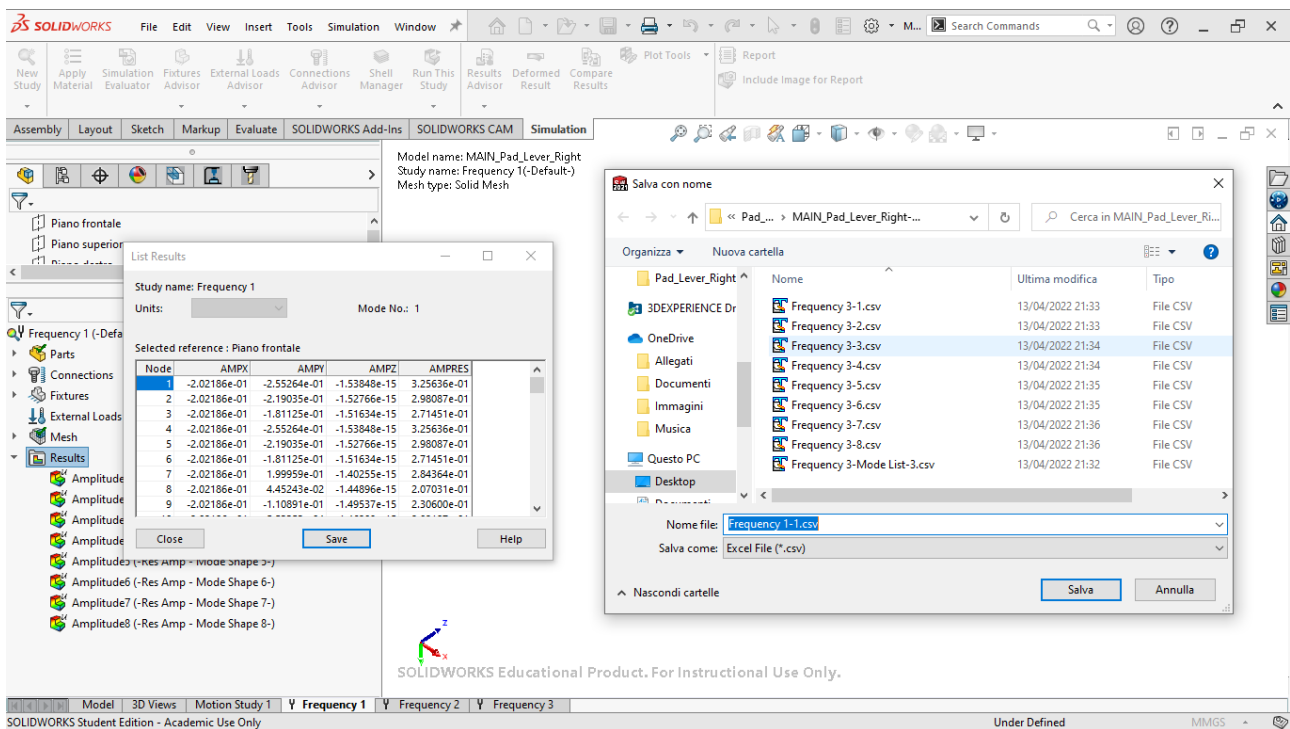 SOLIDWORKS File Edit View Insert Tools Simulation Window M... Search Commands
New Study Apply Material Simulation Evaluator Fixtures Advisor External Loads Advisor Connections Advisor Shell Manager Run This Study Results Advisor Deformed Result Compare Results Plot Tools Report
Include Image for Report
Assembly Layout Sketch Markup Evaluate SOLIDWORKS Add-Ins SOLIDWORKS CAM Simulation
Model name: MAIN_Pad_Lever_Right
Study name: Frequency 1(-Default-)
Mesh type: Solid Mesh
Piano frontale
Piano superior
Piano destro
Frequency 1 (-Defa
Parts
Connections
Fixtures
External Loads
Mesh
Results
Amplitude
Amplitude
Amplitude
Amplitude
Amplitude5 (-Res Amp - Mode Shape 5-)
Amplitude6 (-Res Amp - Mode Shape 6-)
Amplitude7 (-Res Amp - Mode Shape 7-)
Amplitude8 (-Res Amp - Mode Shape 8-)
List Results
Study name: Frequency 1
Units: Mode No.: 1
Selected reference : Piano frontale
Node AMPX AMPY AMPZ AMPRES
1 -2.02186e-01 -2.55264e-01 -1.53848e-15 3.25636e-01
2 -2.02186e-01 -2.19035e-01 -1.52766e-15 2.98087e-01
3 -2.02186e-01 -1.81125e-01 -1.51634e-15 2.71451e-01
4 -2.02186e-01 -2.55264e-01 -1.53848e-15 3.25636e-01
5 -2.02186e-01 -2.19035e-01 -1.52766e-15 2.98087e-01
6 -2.02186e-01 -1.81125e-01 -1.51634e-15 2.71451e-01
7 -2.02186e-01 1.99959e-01 -1.40255e-15 2.84364e-01
8 -2.02186e-01 4.45243e-02 -1.44896e-15 2.07031e-01
9 -2.02186e-01 -1.10891e-01 -1.49537e-15 2.30600e-01
Close Save Help
Salva con nome
« Pad_... › MAIN_Pad_Lever_Right-... Cerca in MAIN_Pad_Lever_Ri...
Organizza Nuova cartella
Pad_Lever_Right
3DEXPERIENCE Dr
OneDrive
Allegati
Documenti
Immagini
Musica
Questo PC
Desktop
Documenti
Nome Ultima modifica Tipo
Frequency 3-1.csv 13/04/2022 21:33 File CSV
Frequency 3-2.csv 13/04/2022 21:33 File CSV
Frequency 3-3.csv 13/04/2022 21:34 File CSV
Frequency 3-4.csv 13/04/2022 21:34 File CSV
Frequency 3-5.csv 13/04/2022 21:35 File CSV
Frequency 3-6.csv 13/04/2022 21:35 File CSV
Frequency 3-7.csv 13/04/2022 21:36 File CSV
Frequency 3-8.csv 13/04/2022 21:36 File CSV
Frequency 3-Mode List-3.csv 13/04/2022 21:32 File CSV
Nome file: Frequency 1-1.csv
Salva come: Excel File (*.csv)
Nascondi cartelle Salva Annulla
z
x
SOLIDWORKS Educational Product. For Instructional Use Only.
Model 3D Views Motion Study 1 Frequency 1 Frequency 2 Frequency 3
SOLIDWORKS Student Edition - Academic Use Only Under Defined MMGS